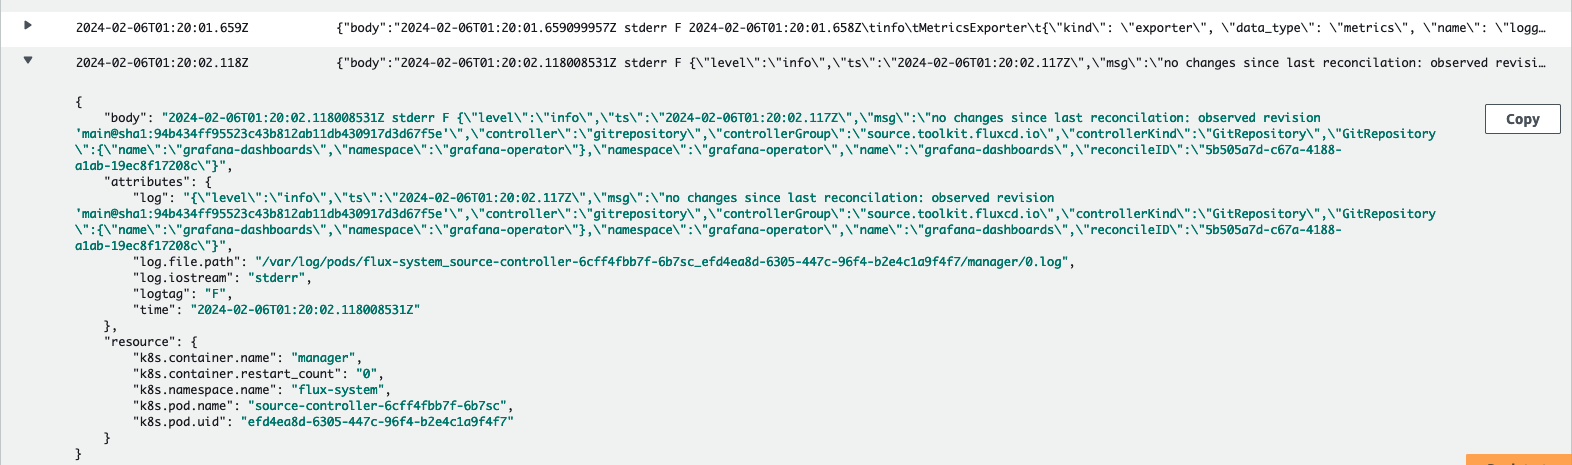 2024-02-06T01:20:01.659Z {"body":"2024-02-06T01:20:01.659099957Z stderr F 2024-02-06T01:20:01.658Z\tinfo\tMetricsExporter\t{\"kind\": \"exporter\", \"data_type\": \"metrics\", \"name\": \"logg…
2024-02-06T01:20:02.118Z {"body":"2024-02-06T01:20:02.118008531Z stderr F {\"level\":\"info\",\"ts\":\"2024-02-06T01:20:02.117Z\",\"msg\":\"no changes since last reconcilation: observed revisi…
{
"body": "2024-02-06T01:20:02.118008531Z stderr F {\"level\":\"info\",\"ts\":\"2024-02-06T01:20:02.117Z\",\"msg\":\"no changes since last reconcilation: observed revision
'main@sha1:94b434ff95523c43b812ab11db430917d3d67f5e'\",\"controller\":\"gitrepository\",\"controllerGroup\":\"source.toolkit.fluxcd.io\",\"controllerKind\":\"GitRepository\",\"GitRepository
\":{\"name\":\"grafana-dashboards\",\"namespace\":\"grafana-operator\"},\"namespace\":\"grafana-operator\",\"name\":\"grafana-dashboards\",\"reconcileID\":\"5b505a7d-c67a-4188-
a1ab-19ec8f17208c\"}",
Copy
"attributes": {
"log": "{\"level\":\"info\",\"ts\":\"2024-02-06T01:20:02.117Z\",\"msg\":\"no changes since last reconcilation: observed revision
'main@sha1:94b434ff95523c43b812ab11db430917d3d67f5e'\",\"controller\":\"gitrepository\",\"controllerGroup\":\"source.toolkit.fluxcd.io\",\"controllerKind\":\"GitRepository\",\"GitRepository
\":{\"name\":\"grafana-dashboards\",\"namespace\":\"grafana-operator\"},\"namespace\":\"grafana-operator\",\"name\":\"grafana-dashboards\",\"reconcileID\":\"5b505a7d-c67a-4188-
a1ab-19ec8f17208c\"}",
"log.file.path": "/var/log/pods/flux-system_source-controller-6cff4fbb7f-6b7sc_efd4ea8d-6305-447c-96f4-b2e4c1a9f4f7/manager/0.log",
"log.iostream": "stderr",
"logtag": "F",
"time": "2024-02-06T01:20:02.118008531Z"
},
"resource": {
"k8s.container.name": "manager",
"k8s.container.restart_count": "0",
"k8s.namespace.name": "flux-system",
"k8s.pod.name": "source-controller-6cff4fbb7f-6b7sc",
"k8s.pod.uid": "efd4ea8d-6305-447c-96f4-b2e4c1a9f4f7"
}
}